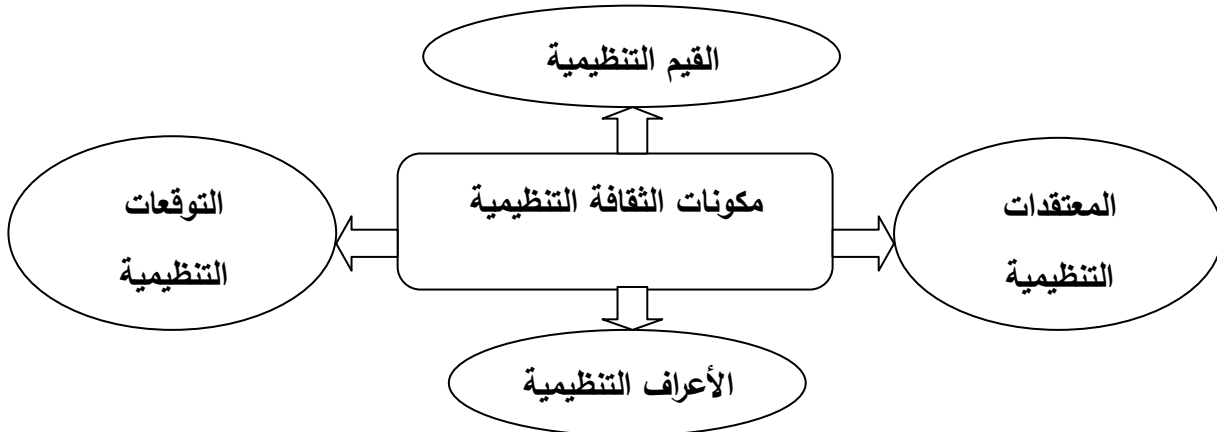 القيم التنظيمية
مكونات الثقافة التنظيمية
المعتقدات
التنظيمية
التوقعات
التنظيمية
الأعراف التنظيمية